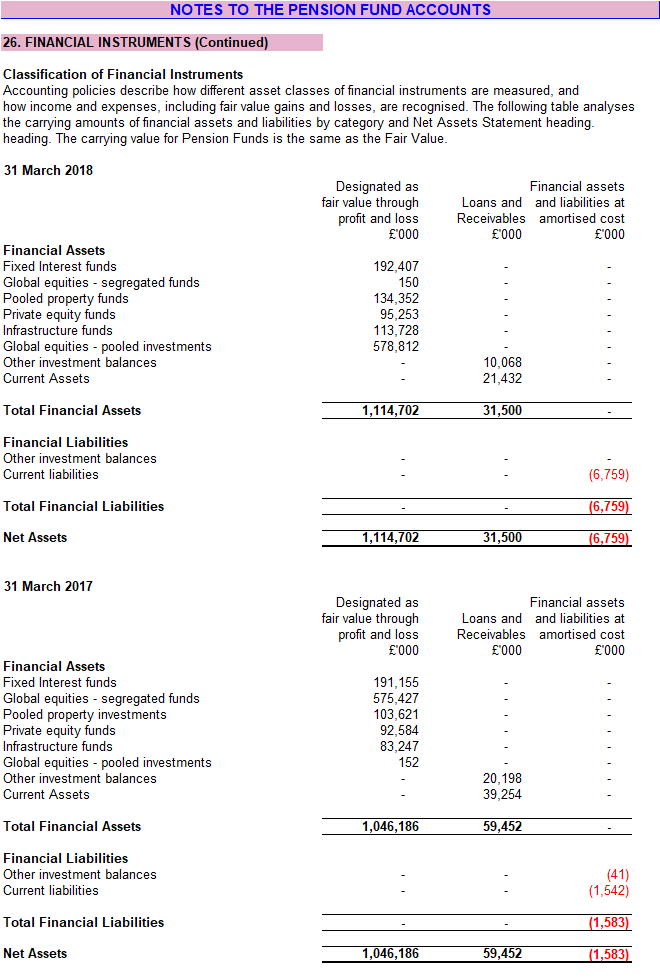 NOTES TO THE PENSION FUND ACCOUNTS
26. FINANCIAL INSTRUMENTS (Continued)
Classification of Financial Instruments
Accounting policies describe how different asset classes of financial instruments are measured, and
how income and expenses, including fair value gains and losses, are recognised. The following table analyses
the carrying amounts of financial assets and liabilities by category and Net Assets Statement heading.
heading. The carrying value for Pension Funds is the same as the Fair Value.
31 March 2018
Designated as Financial assets
fair value through Loans and and liabilities at
profit and loss Receivables amortised cost
£'000 £'000 £'000
Financial Assets
Fixed Interest funds 192,407 - -
Global equities - segregated funds 150 - -
Pooled property funds 134,352 - -
Private equity funds 95,253 - -
Infrastructure funds 113,728 - -
Global equities - pooled investments 578,812 - -
Other investment balances - 10,068 -
Current Assets - 21,432 -
Total Financial Assets 1,114,702 31,500 -
Financial Liabilities
Other investment balances - - -
Current liabilities - - (6,759)
Total Financial Liabilities - - (6,759)
Net Assets 1,114,702 31,500 (6,759)
31 March 2017
Designated as Financial assets
fair value through Loans and and liabilities at
profit and loss Receivables amortised cost
£'000 £'000 £'000
Financial Assets
Fixed Interest funds 191,155 - -
Global equities - segregated funds 575,427 - -
Pooled property investments 103,621 - -
Private equity funds 92,584 - -
Infrastructure funds 83,247 - -
Global equities - pooled investments 152 - -
Other investment balances - 20,198 -
Current Assets - 39,254 -
Total Financial Assets 1,046,186 59,452 -
Financial Liabilities
Other investment balances - - (41)
Current liabilities - - (1,542)
Total Financial Liabilities - - (1,583)
Net Assets 1,046,186 59,452 (1,583)